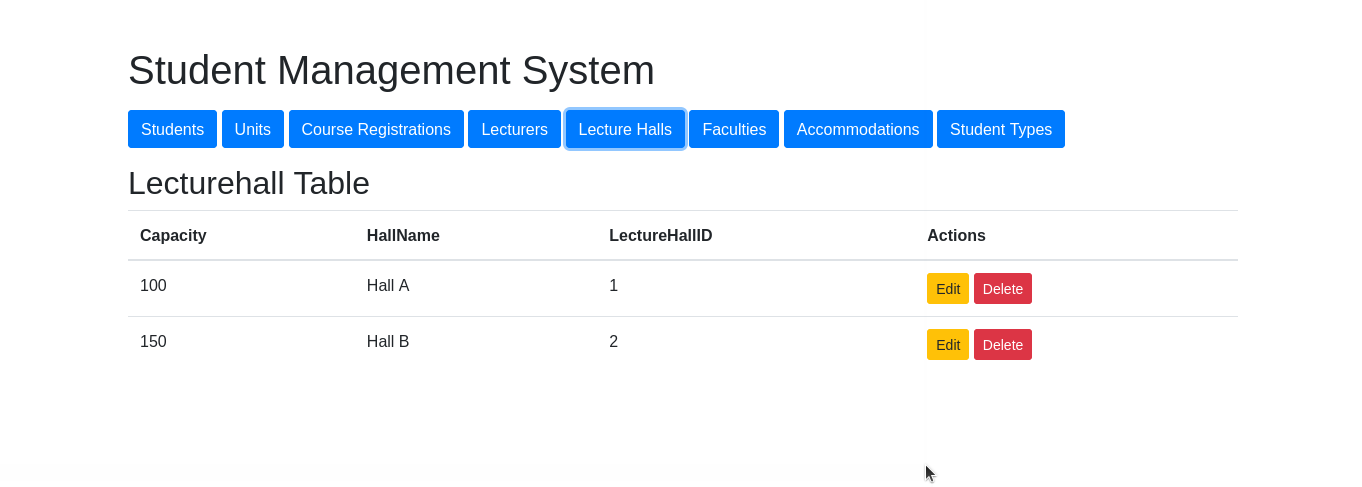 Student Management System
Students Units Course Registrations Lecturers Lecture Halls Faculties Accommodations Student Types
Lecturehall Table
Capacity HallName LectureHallID Actions
100 Hall A 1 Edit Delete
150 Hall B 2 Edit Delete